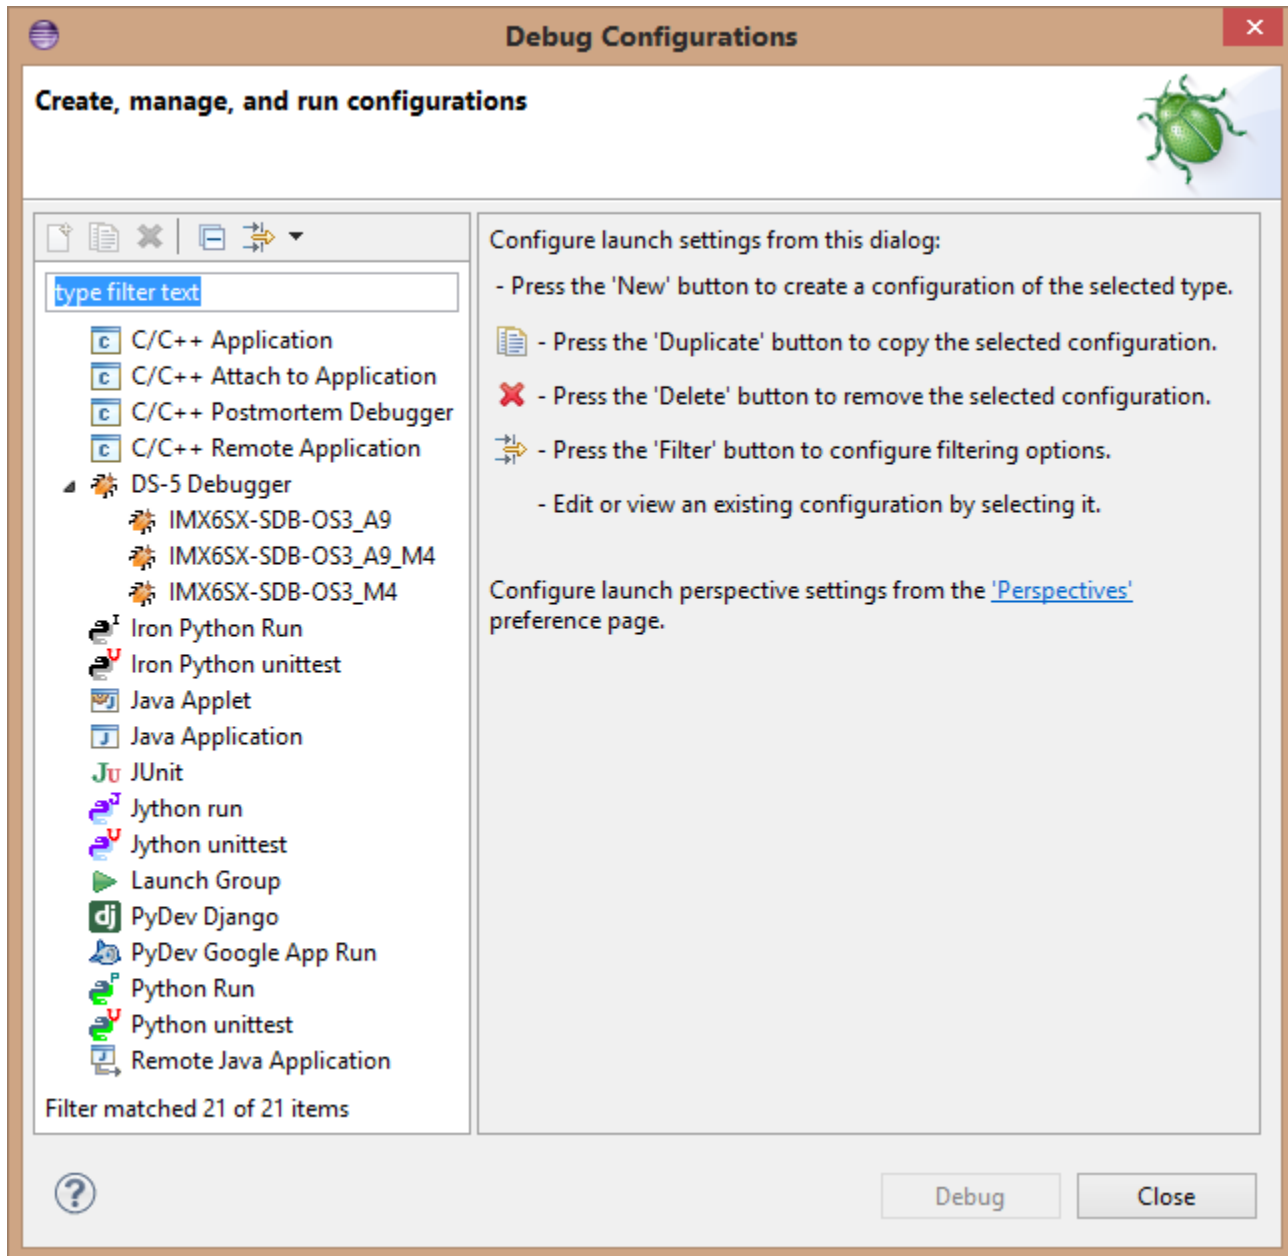 Debug Configurations
Create, manage, and run configurations
type filter text
C/C++ Application
C/C++ Attach to Application
C/C++ Postmortem Debugger
C/C++ Remote Application
DS-5 Debugger
IMX6SX-SDB-OS3_A9
IMX6SX-SDB-OS3_A9_M4
IMX6SX-SDB-OS3_M4
Iron Python Run
Iron Python unittest
Java Applet
Java Application
JUnit
Jython run
Jython unittest
Launch Group
PyDev Django
PyDev Google App Run
Python Run
Python unittest
Remote Java Application
Filter matched 21 of 21 items
Configure launch settings from this dialog:
- Press the 'New' button to create a configuration of the selected type.
- Press the 'Duplicate' button to copy the selected configuration.
- Press the 'Delete' button to remove the selected configuration.
- Press the 'Filter' button to configure filtering options.
- Edit or view an existing configuration by selecting it.
Configure launch perspective settings from the 'Perspectives'
preference page.
Debug
Close